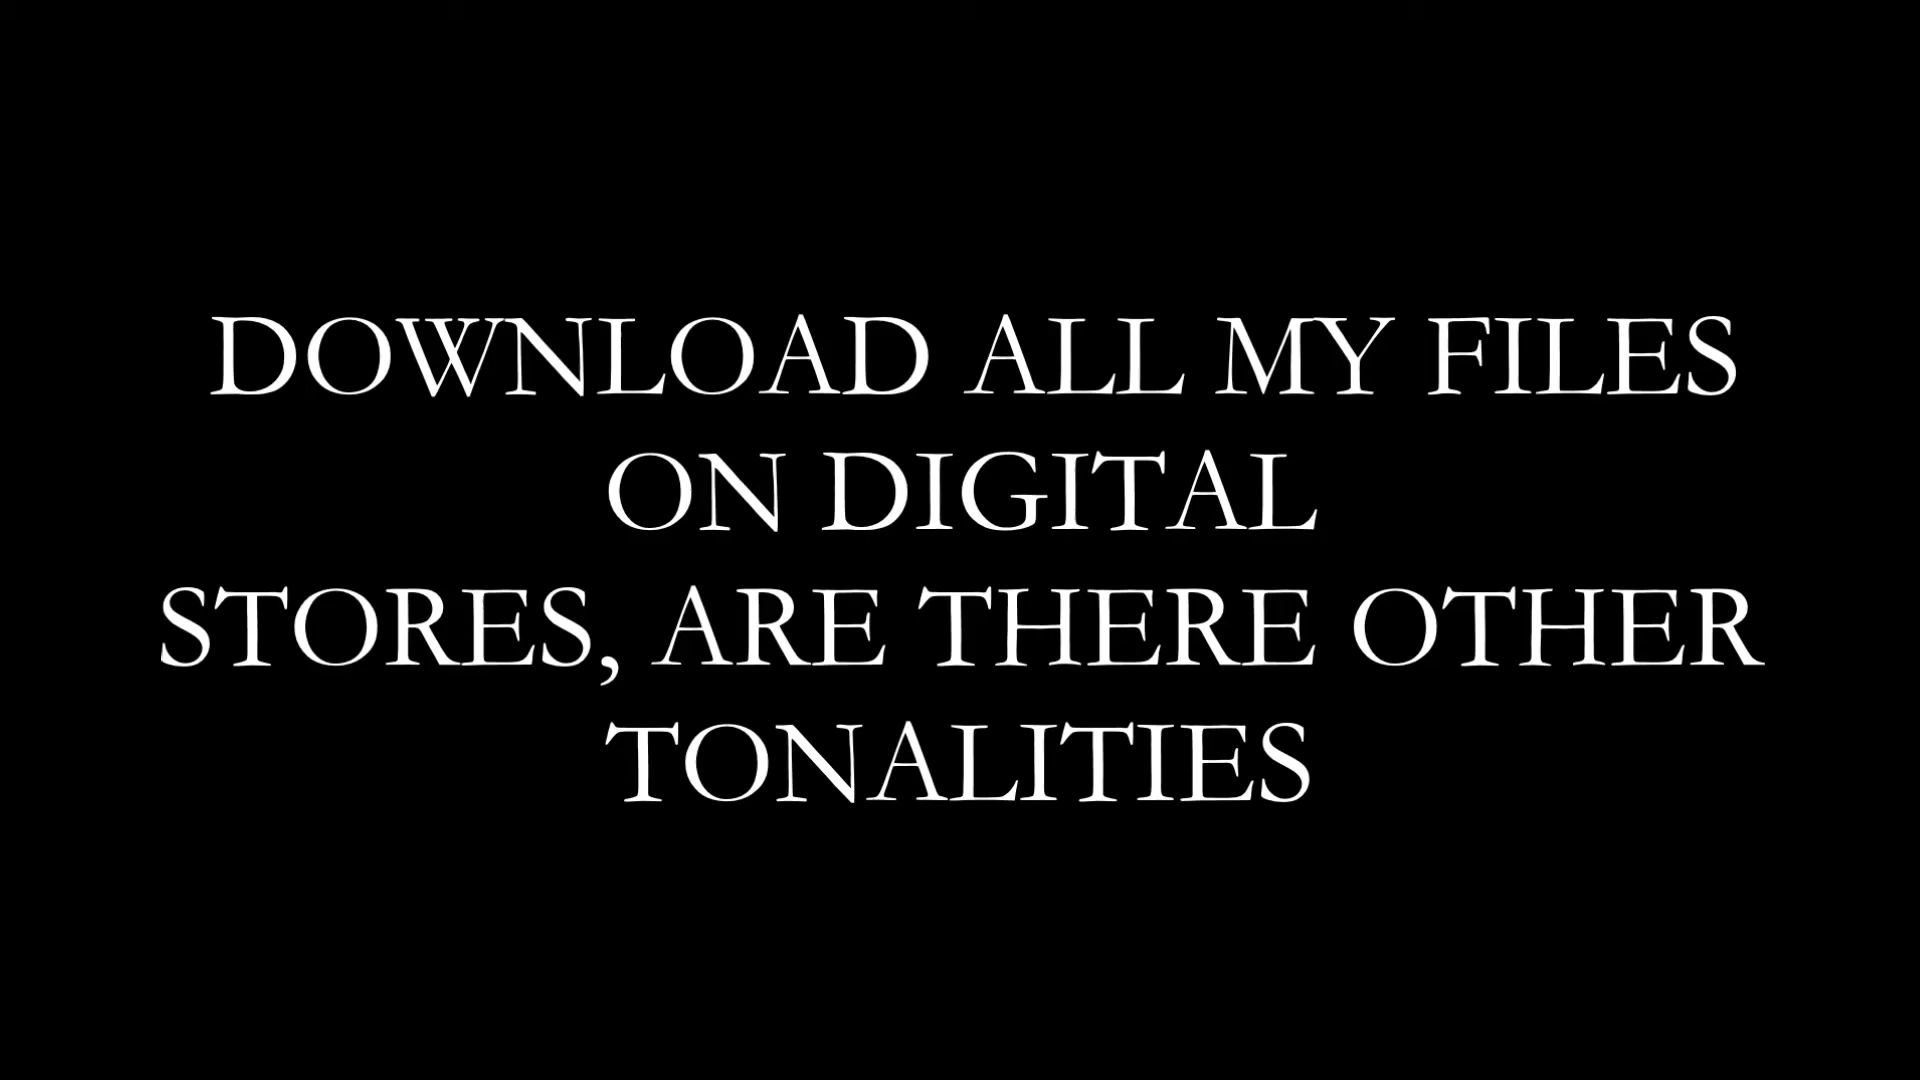 DOWNLOAD ALL MY FILES
ON DIGITAL
STORES, ARE THERE OTHER
TONALITIES